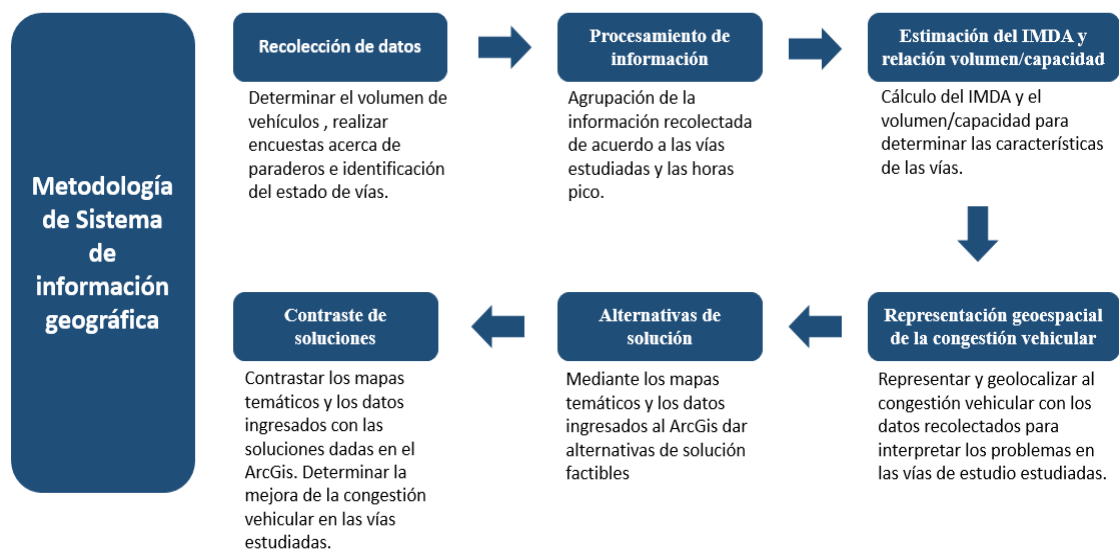 Metodología
de Sistema
de
información
geográfica
Recolección de datos
Determinar el volumen de
vehículos , realizar
encuestas acerca de
paraderos e identificación
del estado de vías.
Procesamiento de
información
Agrupación de la
información recolectada
de acuerdo a las vías
estudiadas y las horas
pico.
Estimación del IMDA y
relación volumen/capacidad
Cálculo del IMDA y el
volumen/capacidad para
determinar las características
de las vías.
Representación geoespacial
de la congestión vehicular
Representar y geolocalizar al
congestión vehicular con los
datos recolectados para
interpretar los problemas en
las vías de estudio estudiadas.
Alternativas de
solución
Mediante los mapas
temáticos y los datos
ingresados al ArcGis dar
alternativas de solución
factibles
Contraste de
soluciones
Contrastar los mapas
temáticos y los datos
ingresados con las
soluciones dadas en el
ArcGis. Determinar la
mejora de la congestión
vehicular en las vías
estudiadas.